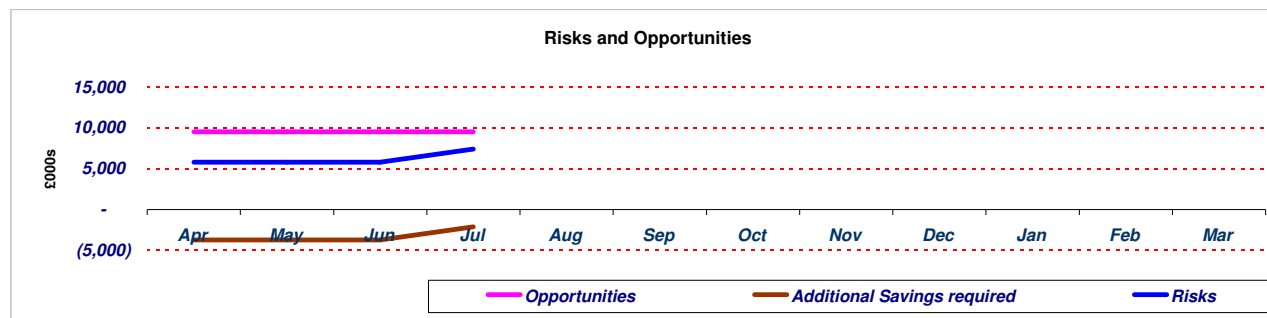 Risks and Opportunities
15,000
10,000
5,000
-
(5,000)
£000s
Apr May Jun Jul Aug Sep Oct Nov Dec Jan Feb Mar
Opportunities Additional Savings required Risks